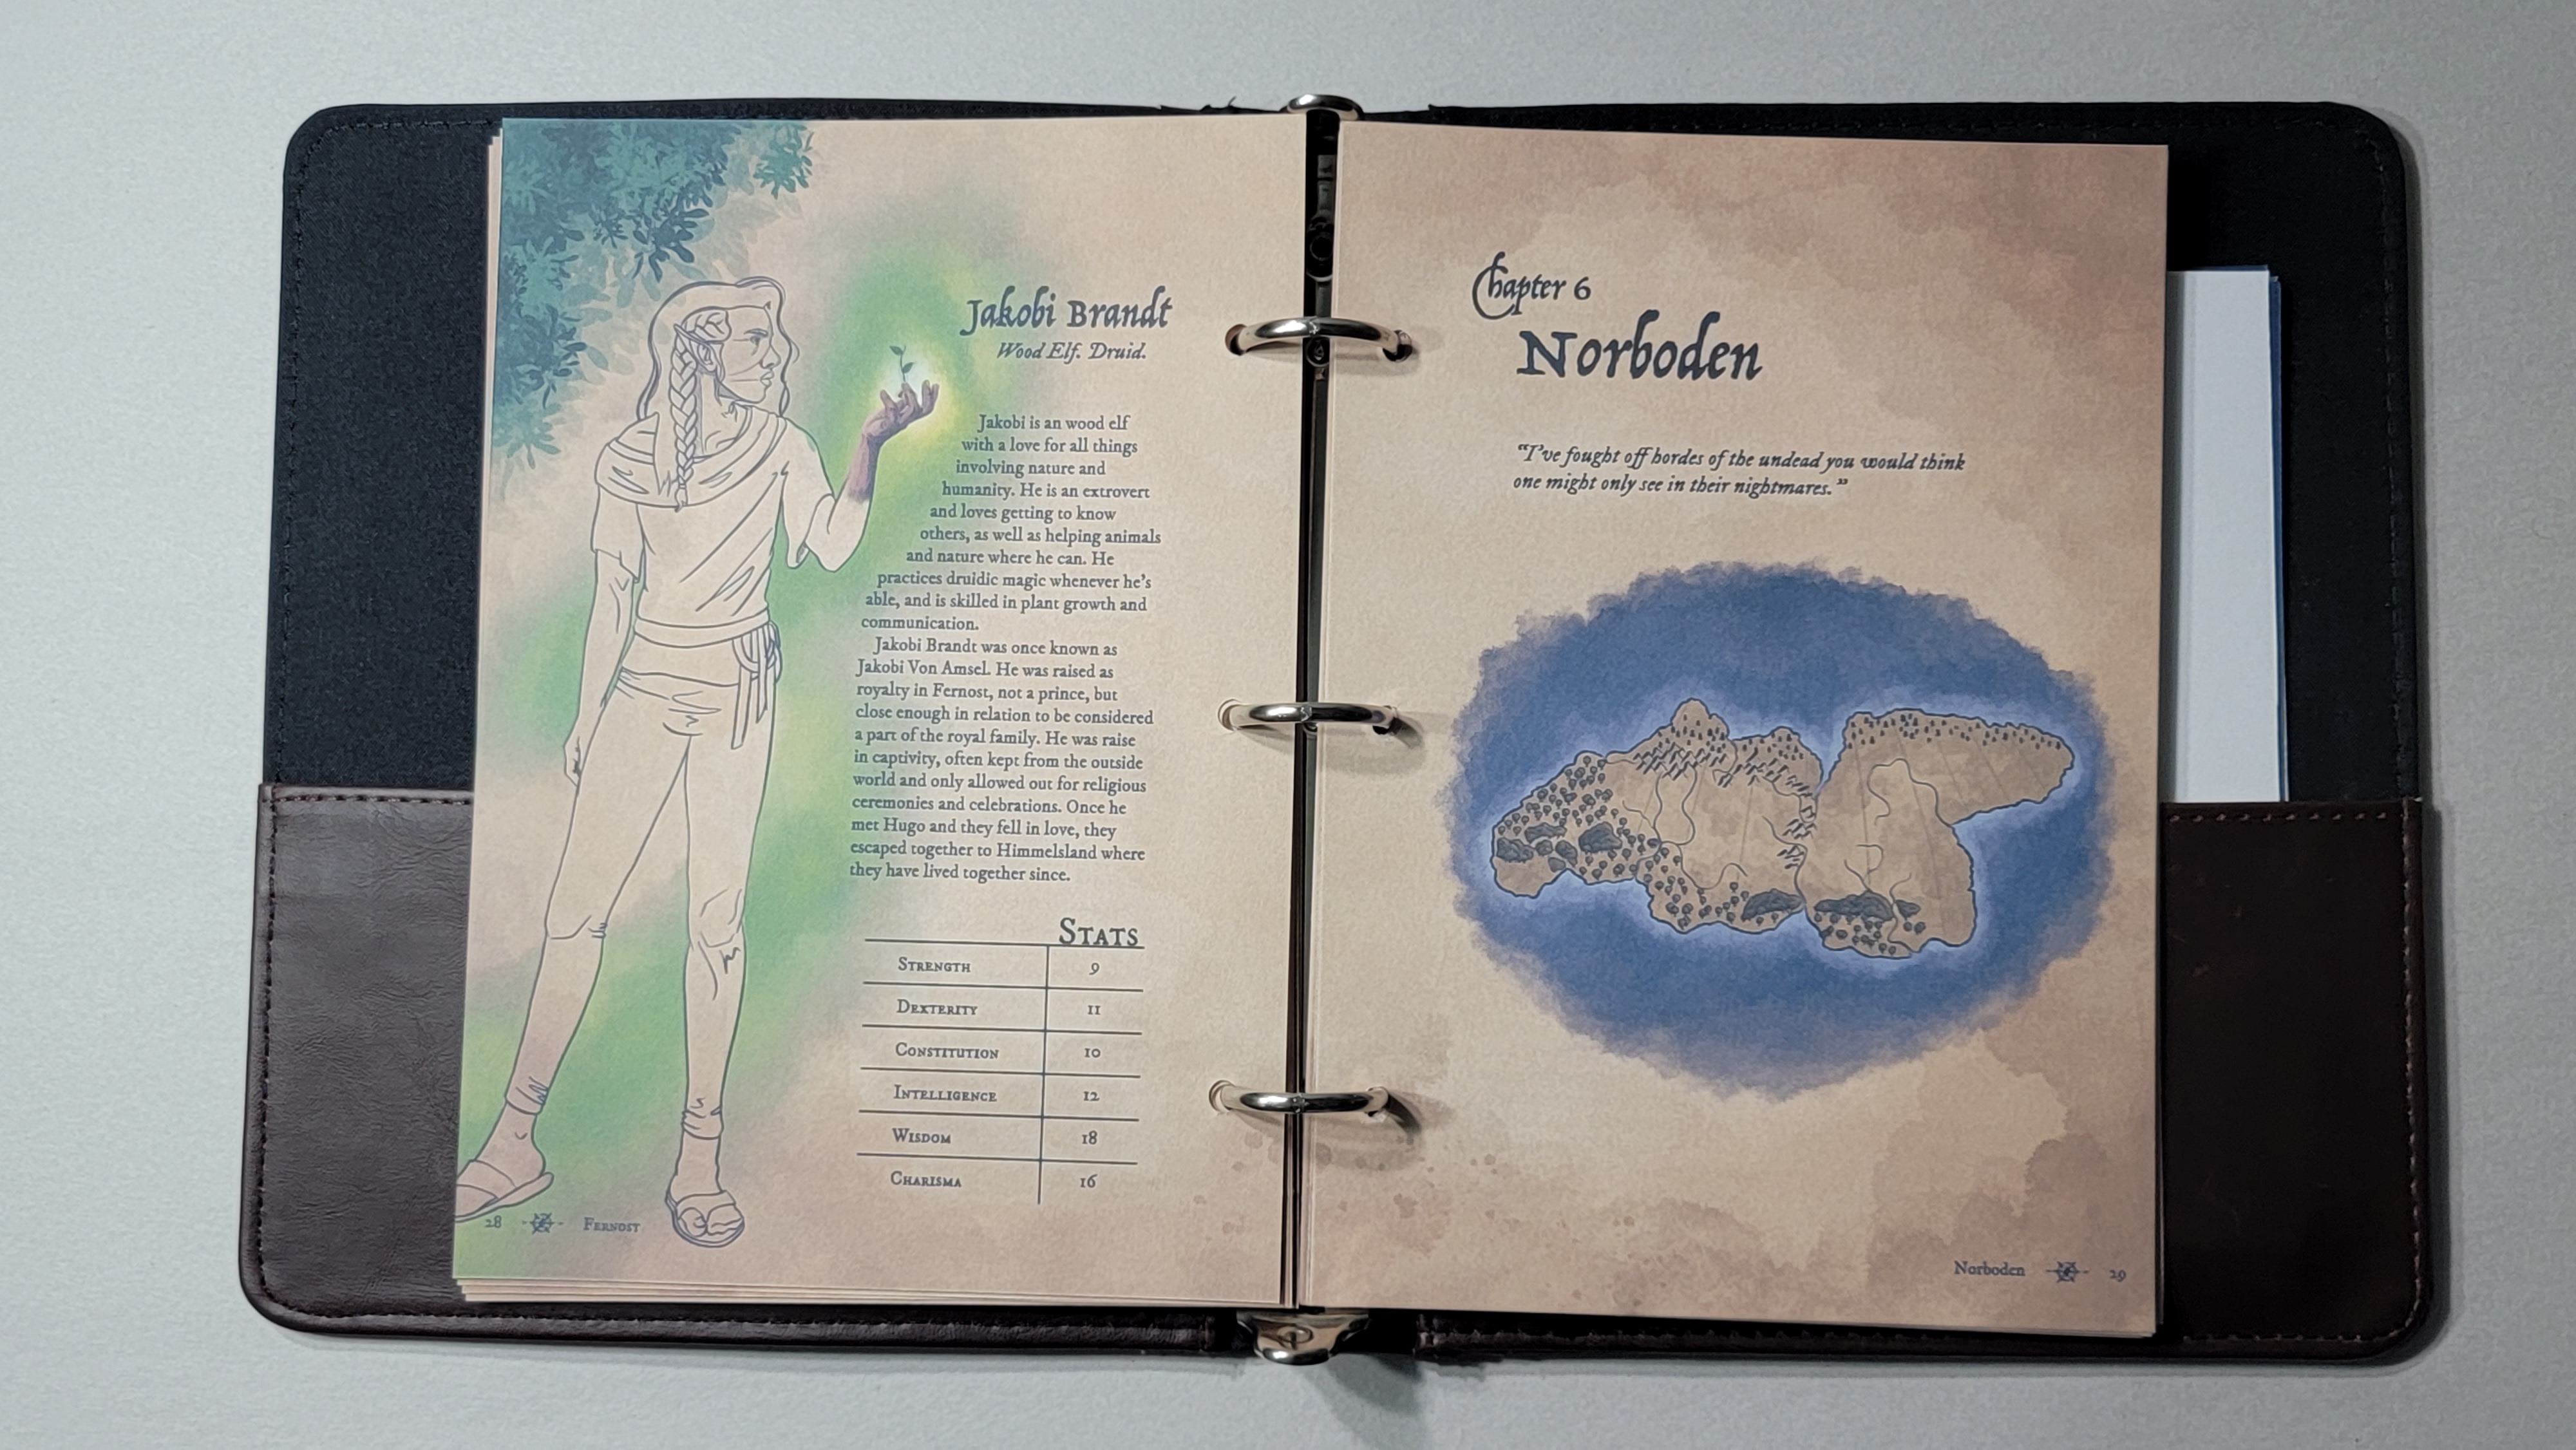 Jakobi Brandt
Wood Elf. Druid.
Jakobi is an wood elf
with a love for all things
involving nature and
humanity. He is an extrovert
and loves getting to know
others, as well as helping animals
and nature where he can. He
practices druidic magic whenever he's
able, and is skilled in plant growth and
communication.
Jakobi Brandt was once known as
Jakobi Von Amsel. He was raised as
royalty in Fernost, not a prince, but
close enough in relation to be considered
a part of the royal family. He was raise
in captivity, often kept from the outside
world and only allowed out for religious
ceremonies and celebrations. Once he
met Hugo and they fell in love, they
escaped together to Himmelsland where
they have lived together since.
Stats
Strength 9
Dexterity 11
Constitution 10
Intelligence 12
Wisdom 18
Charisma 16
28 Fernost
Chapter 6
Norboden
"I've fought off hordes of the undead you would think
one might only see in their nightmares."
Norboden 29